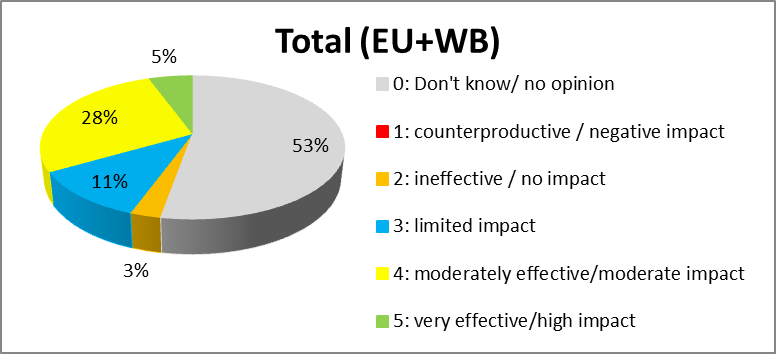 Total (EU+WB)
5%
28%
53%
11%
3%
0: Don't know/ no opinion
1: counterproductive / negative impact
2: ineffective / no impact
3: limited impact
4: moderately effective/moderate impact
5: very effective/high impact